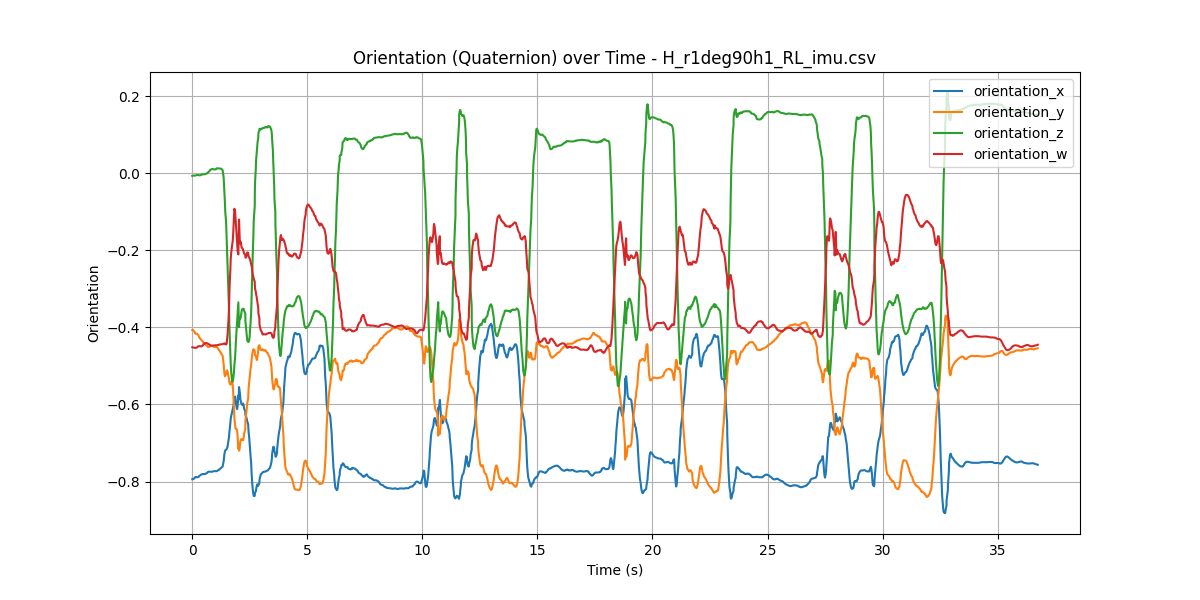 Orientation (Quaternion) over Time - H_r1deg90h1_RL_imu.csv
orientation_x
orientation_y
orientation_z
orientation_w
Orientation
0.2
0.0
−0.2
−0.4
−0.6
−0.8
0
5
10
15
20
25
30
35
Time (s)